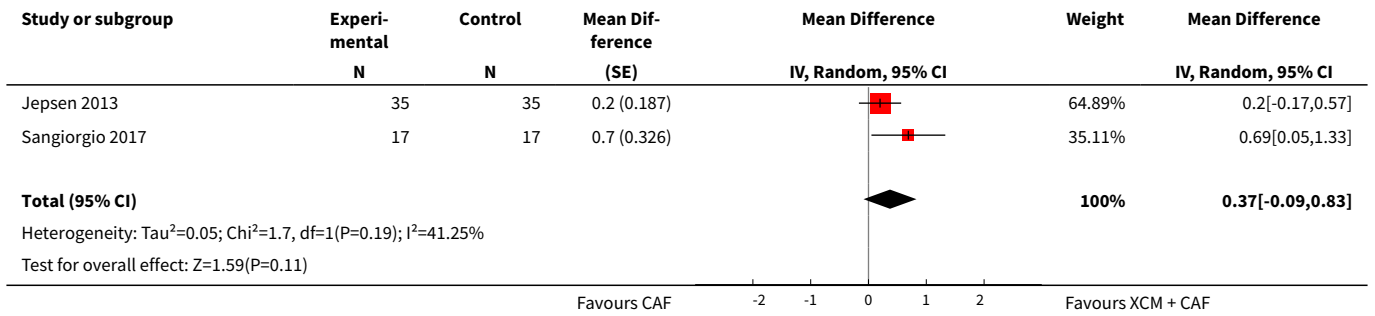 Study or subgroup Experi- Control Mean Dif- Mean Difference Weight Mean Difference
mental ference
N N (SE) IV, Random, 95% CI IV, Random, 95% CI
Jepsen 2013 35 35 0.2 (0.187) 64.89% 0.2[-0.17,0.57]
Sangiorgio 2017 17 17 0.7 (0.326) 35.11% 0.69[0.05,1.33]
Total (95% CI) 100% 0.37[-0.09,0.83]
Heterogeneity: Tau²=0.05; Chi²=1.7, df=1(P=0.19); I²=41.25%
Test for overall effect: Z=1.59(P=0.11)
Favours CAF -2 -1 0 1 2 Favours XCM + CAF